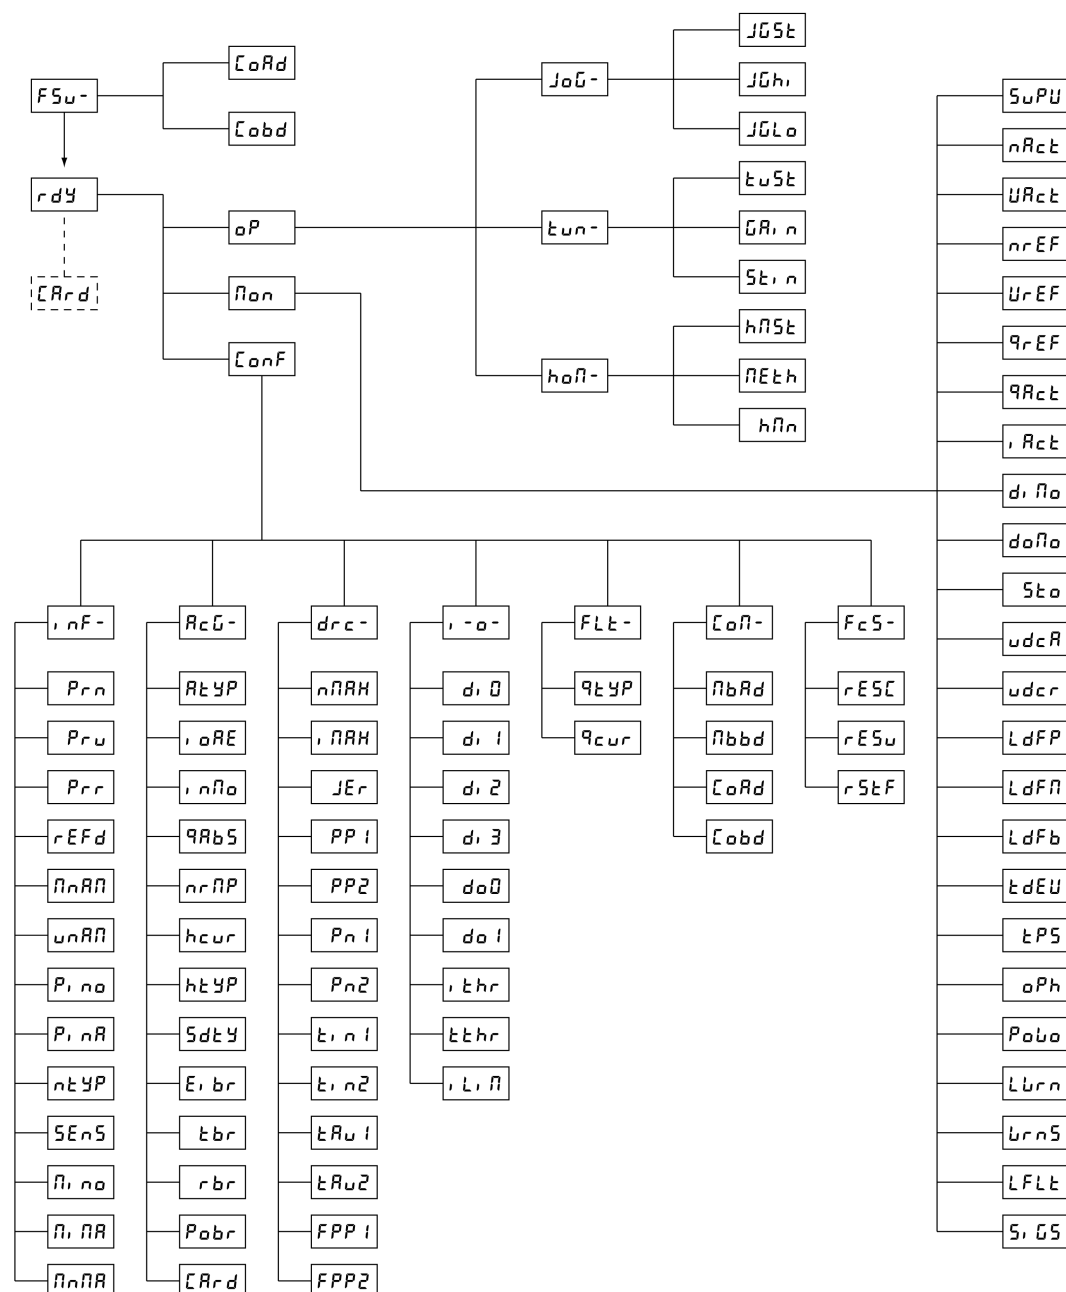 FSu-
CoAd
Cobd
rdY
CArd
oP
Mon
ConF
JoG-
JGSt
JGhi
JGLo
tun-
tuSt
GAin
Stin
hoM-
hMSt
MEth
hMn
SuPV
nAct
VAct
nrEF
VrEF
qrEF
qAct
iAct
diMo
doMo
Sto
udcA
udcr
LdFP
LdFM
LdFb
tdEV
tPS
oPh
PoWo
LWrn
WrnS
LFLt
SiGS
inF-
Prn
Pru
Prr
rEFd
MnAM
unAM
Pino
PinA
ntYP
SEnS
Mino
MiMA
MnMA
AcG-
AtYP
ioAE
inMo
qAbS
nrMP
hcur
htYP
SdtY
Eibr
tbr
rbr
Pobr
CArd
drc-
nMAX
iMAX
JEr
PP1
PP2
Pn1
Pn2
tin1
tin2
tAu1
tAu2
FPP1
FPP2
i-o-
di0
di1
di2
di3
do0
do1
ithr
tthr
iLiM
FLt-
qtYP
qcur
CoM-
MbAd
Mbbd
CoAd
Cobd
FcS-
rESC
rESu
rStF